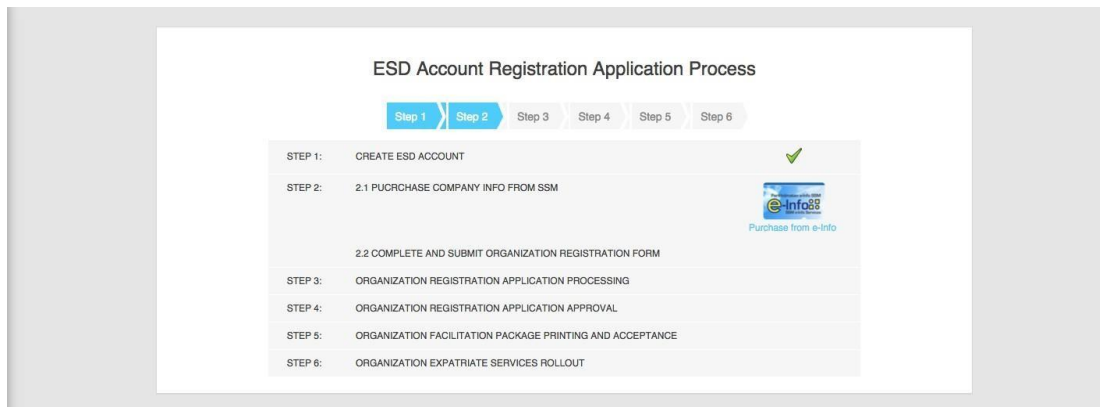 ESD Account Registration Application Process
Step 1 Step 2 Step 3 Step 4 Step 5 Step 6
STEP 1: CREATE ESD ACCOUNT
STEP 2: 2.1 PUCRCHASE COMPANY INFO FROM SSM
e-Info
Purchase from e-Info
2.2 COMPLETE AND SUBMIT ORGANIZATION REGISTRATION FORM
STEP 3: ORGANIZATION REGISTRATION APPLICATION PROCESSING
STEP 4: ORGANIZATION REGISTRATION APPLICATION APPROVAL
STEP 5: ORGANIZATION FACILITATION PACKAGE PRINTING AND ACCEPTANCE
STEP 6: ORGANIZATION EXPATRIATE SERVICES ROLLOUT